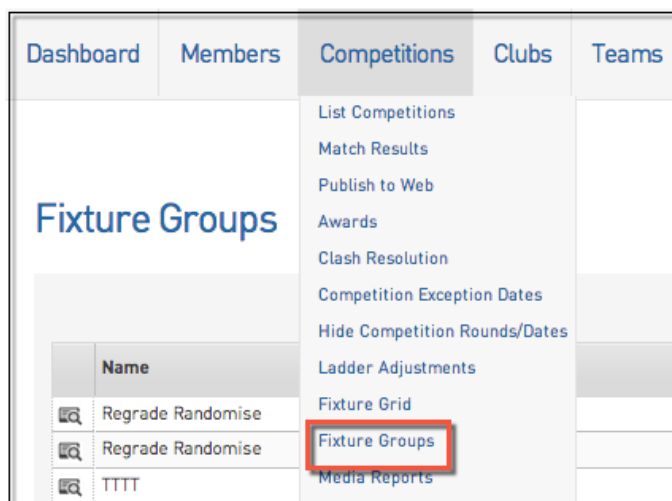 Dashboard Members Competitions Clubs Teams
List Competitions
Match Results
Publish to Web
Awards
Clash Resolution
Competition Exception Dates
Hide Competition Rounds/Dates
Ladder Adjustments
Fixture Grid
Fixture Groups
Media Reports
Fixture Groups
Name
Regrade Randomise
Regrade Randomise
TTTT